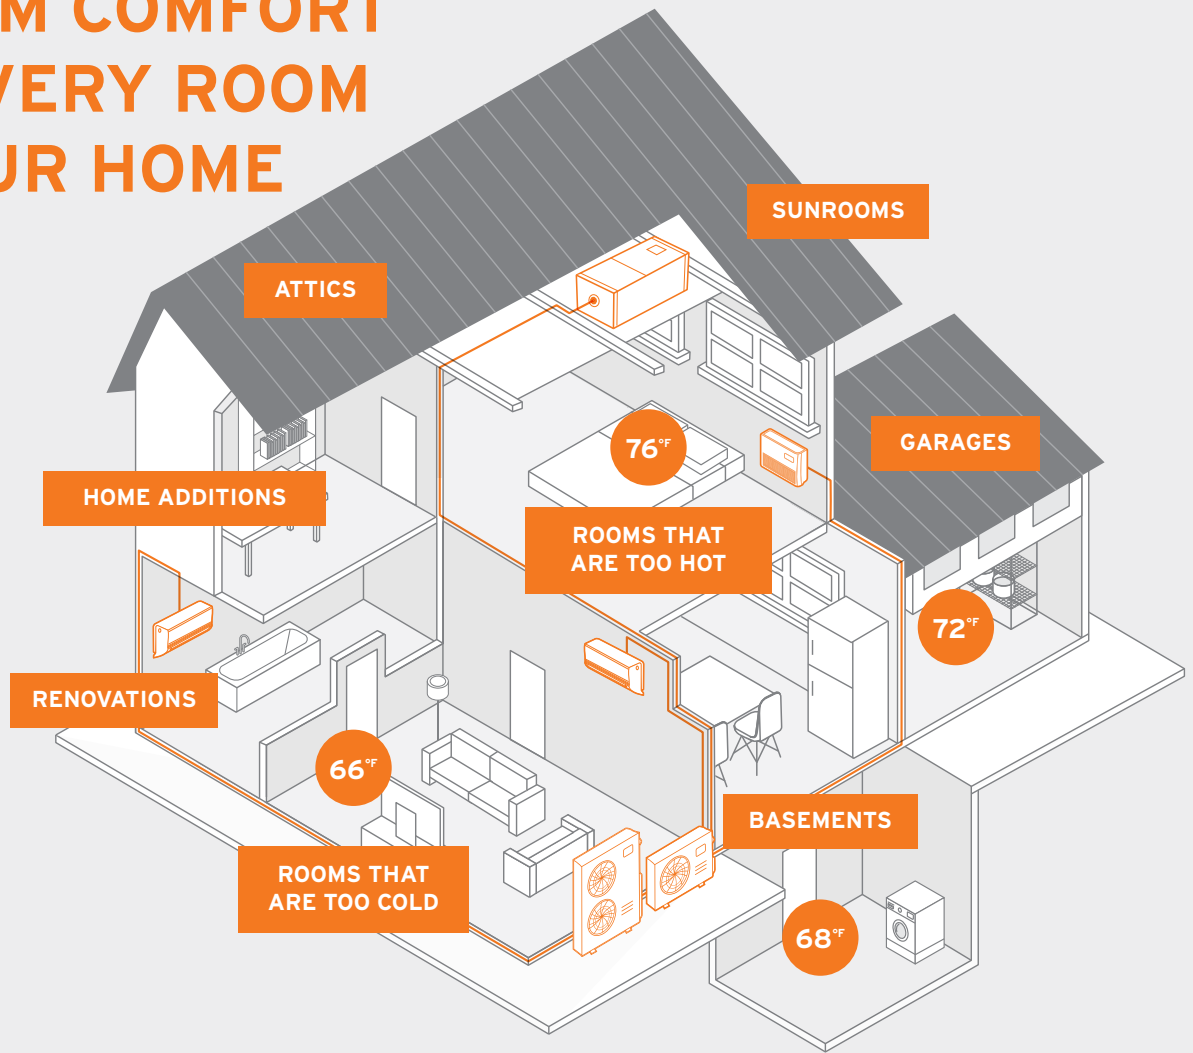 M COMFORT
VERY ROOM
UR HOME
SUNROOMS
ATTICS
GARAGES
76°F
HOME ADDITIONS
ROOMS THAT
ARE TOO HOT
72°F
RENOVATIONS
66°F
BASEMENTS
ROOMS THAT
ARE TOO COLD
68°F